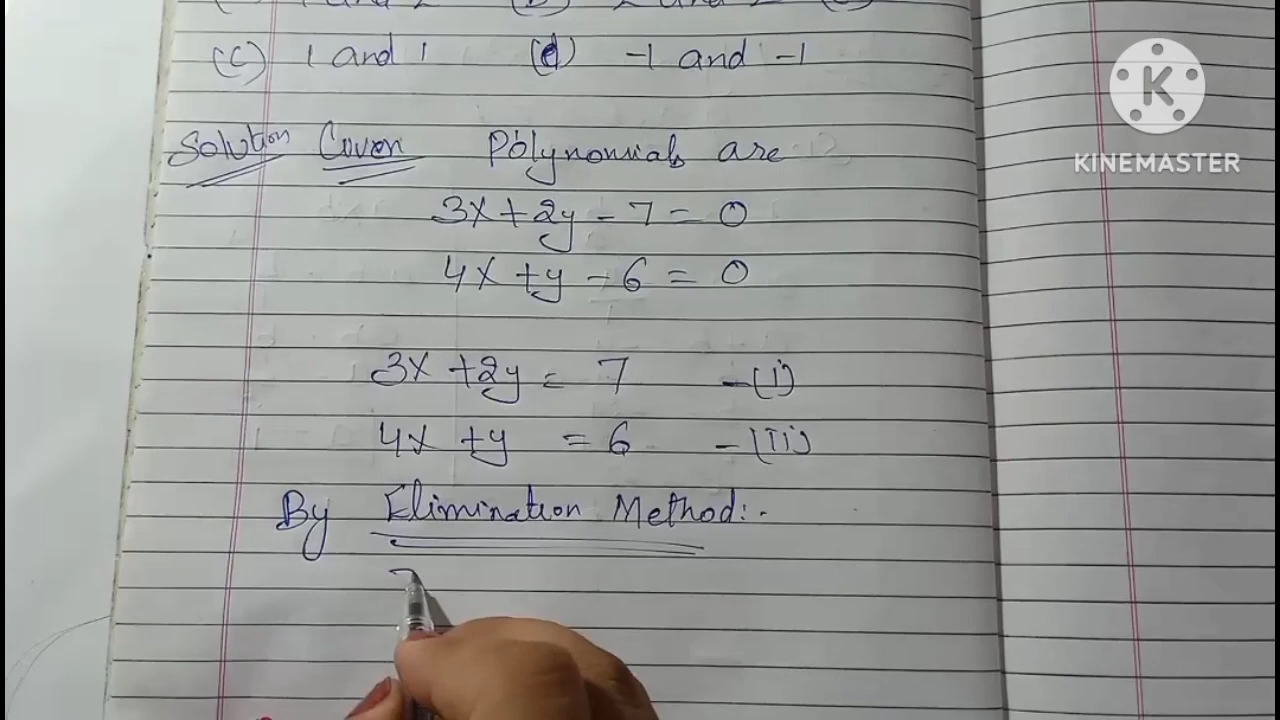 (c) 1 and 1 (d) -1 and -1
K
KINEMASTER
Solution Given Polynomials are
3x + 2y - 7 = 0
4x + y - 6 = 0
3x + 2y = 7 -(i)
4x + y = 6 -(ii)
By Elimination Method:-